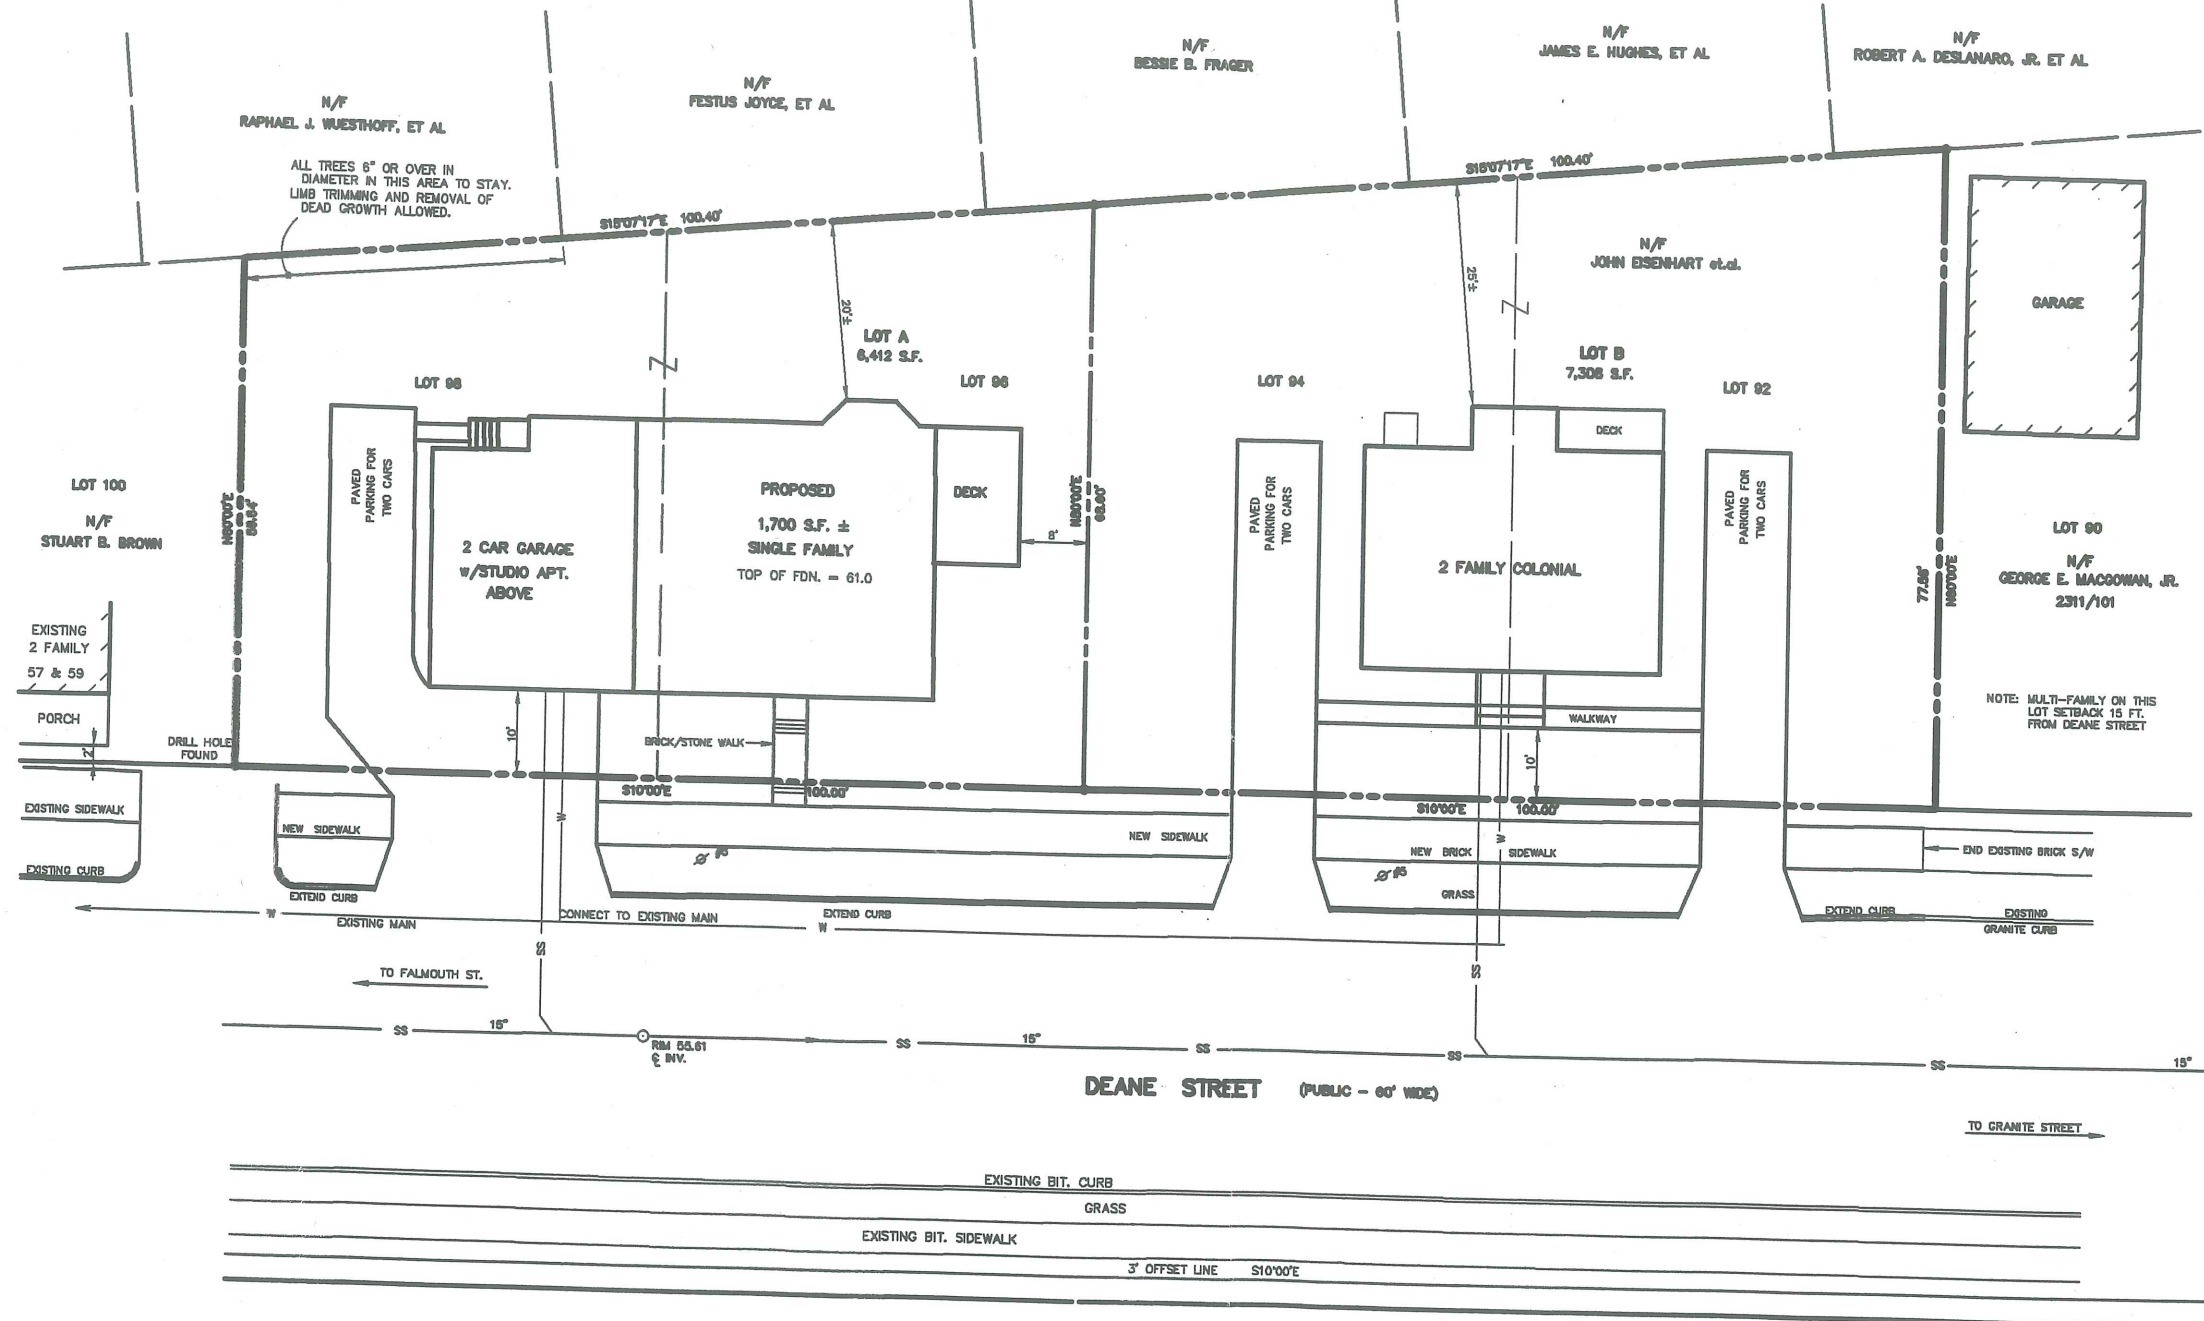 N/F
RAPHAEL J. WUESTHOFF, ET AL
N/F
FESTUS JOYCE, ET AL
N/F
BESSIE B. FRAGER
N/F
JAMES E. HUGHES, ET AL
N/F
ROBERT A. DESLANARO, JR. ET AL
ALL TREES 6" OR OVER IN
DIAMETER IN THIS AREA TO STAY.
LIMB TRIMMING AND REMOVAL OF
DEAD GROWTH ALLOWED.
S15°07'17"E 100.40'
S15°07'17"E 100.40'
N/F
JOHN EISENHART et.al.
GARAGE
20'±
25'±
LOT A
6,412 S.F.
LOT B
7,308 S.F.
LOT 98
LOT 96
LOT 94
LOT 92
LOT 100
N/F
STUART B. BROWN
N80°00'E
PAVED
PARKING FOR
TWO CARS
2 CAR GARAGE
w/STUDIO APT.
ABOVE
PROPOSED
1,700 S.F. ±
SINGLE FAMILY
TOP OF FDN. = 61.0
DECK
8'
N80°00'E
68.60'
PAVED
PARKING FOR
TWO CARS
DECK
2 FAMILY COLONIAL
PAVED
PARKING FOR
TWO CARS
77.56'
N80°00'E
LOT 90
N/F
GEORGE E. MACGOWAN, JR.
2311/101
EXISTING
2 FAMILY
57 & 59
PORCH
2'
DRILL HOLE
FOUND
10'
BRICK/STONE WALK
WALKWAY
10'
NOTE: MULTI-FAMILY ON THIS
LOT SETBACK 15 FT.
FROM DEANE STREET
S10°00'E 100.00'
S10°00'E 100.00'
EXISTING SIDEWALK
NEW SIDEWALK
W
NEW SIDEWALK
W
NEW BRICK SIDEWALK
END EXISTING BRICK S/W
#5
#5
EXISTING CURB
EXTEND CURB
GRASS
EXTEND CURB
EXISTING
GRANITE CURB
W
EXISTING MAIN
CONNECT TO EXISTING MAIN
EXTEND CURB
W
SS
SS
TO FALMOUTH ST.
SS
15"
RIM 55.61
℄ INV.
SS
15"
SS
SS
SS
15"
DEANE STREET (PUBLIC - 60' WIDE)
TO GRANITE STREET
EXISTING BIT. CURB
GRASS
EXISTING BIT. SIDEWALK
3' OFFSET LINE S10°00'E